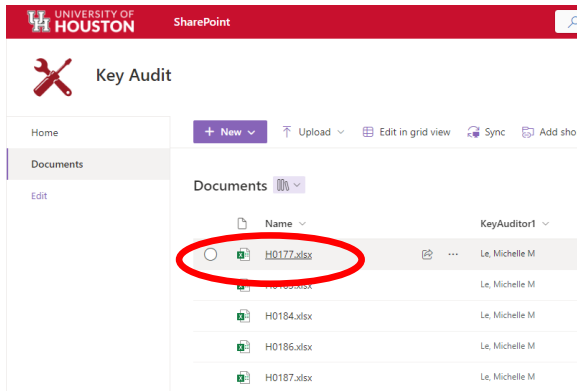 UNIVERSITY OF
HOUSTON
SharePoint
Key Audit
Home
Documents
Edit
+ New
Upload
Edit in grid view
Sync
Add sho
Documents
Name
KeyAuditor1
H0177.xlsx
Le, Michelle M
Le, Michelle M
H0184.xlsx
Le, Michelle M
H0186.xlsx
Le, Michelle M
H0187.xlsx
Le, Michelle M